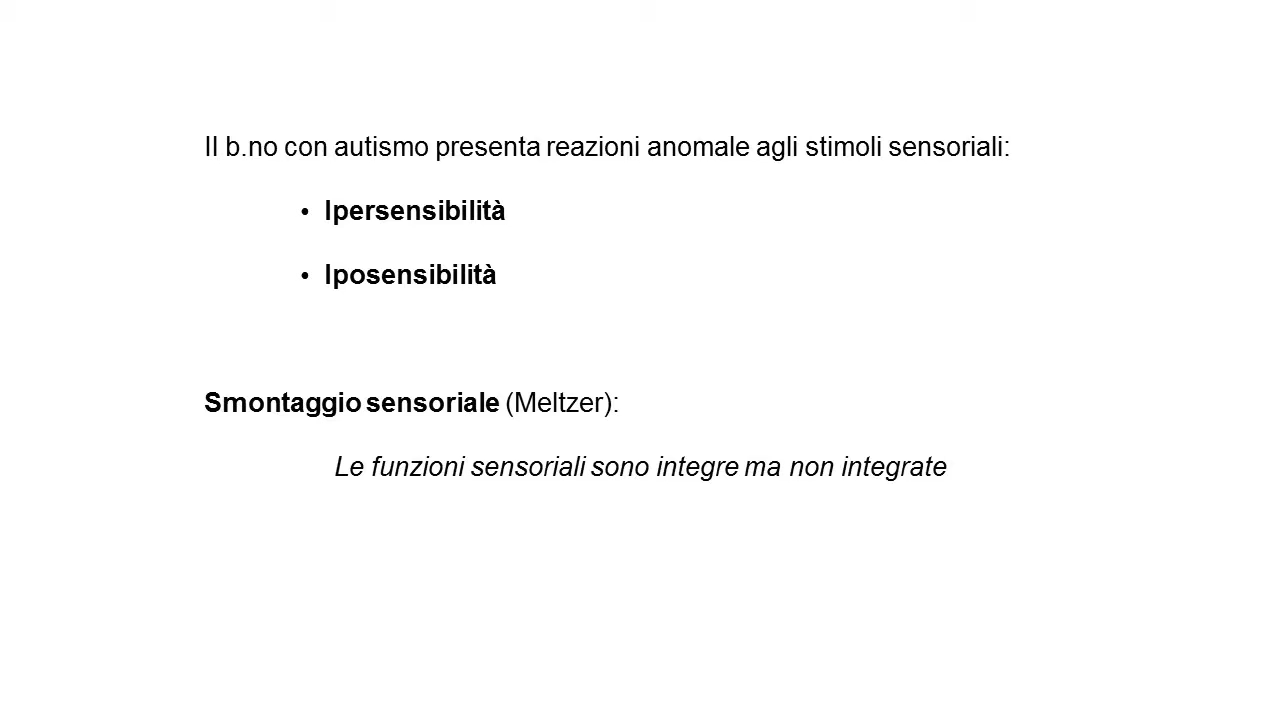 Il b.no con autismo presenta reazioni anomale agli stimoli sensoriali:
• Ipersensibilità
• Iposensibilità
Smontaggio sensoriale (Meltzer):
Le funzioni sensoriali sono integre ma non integrate